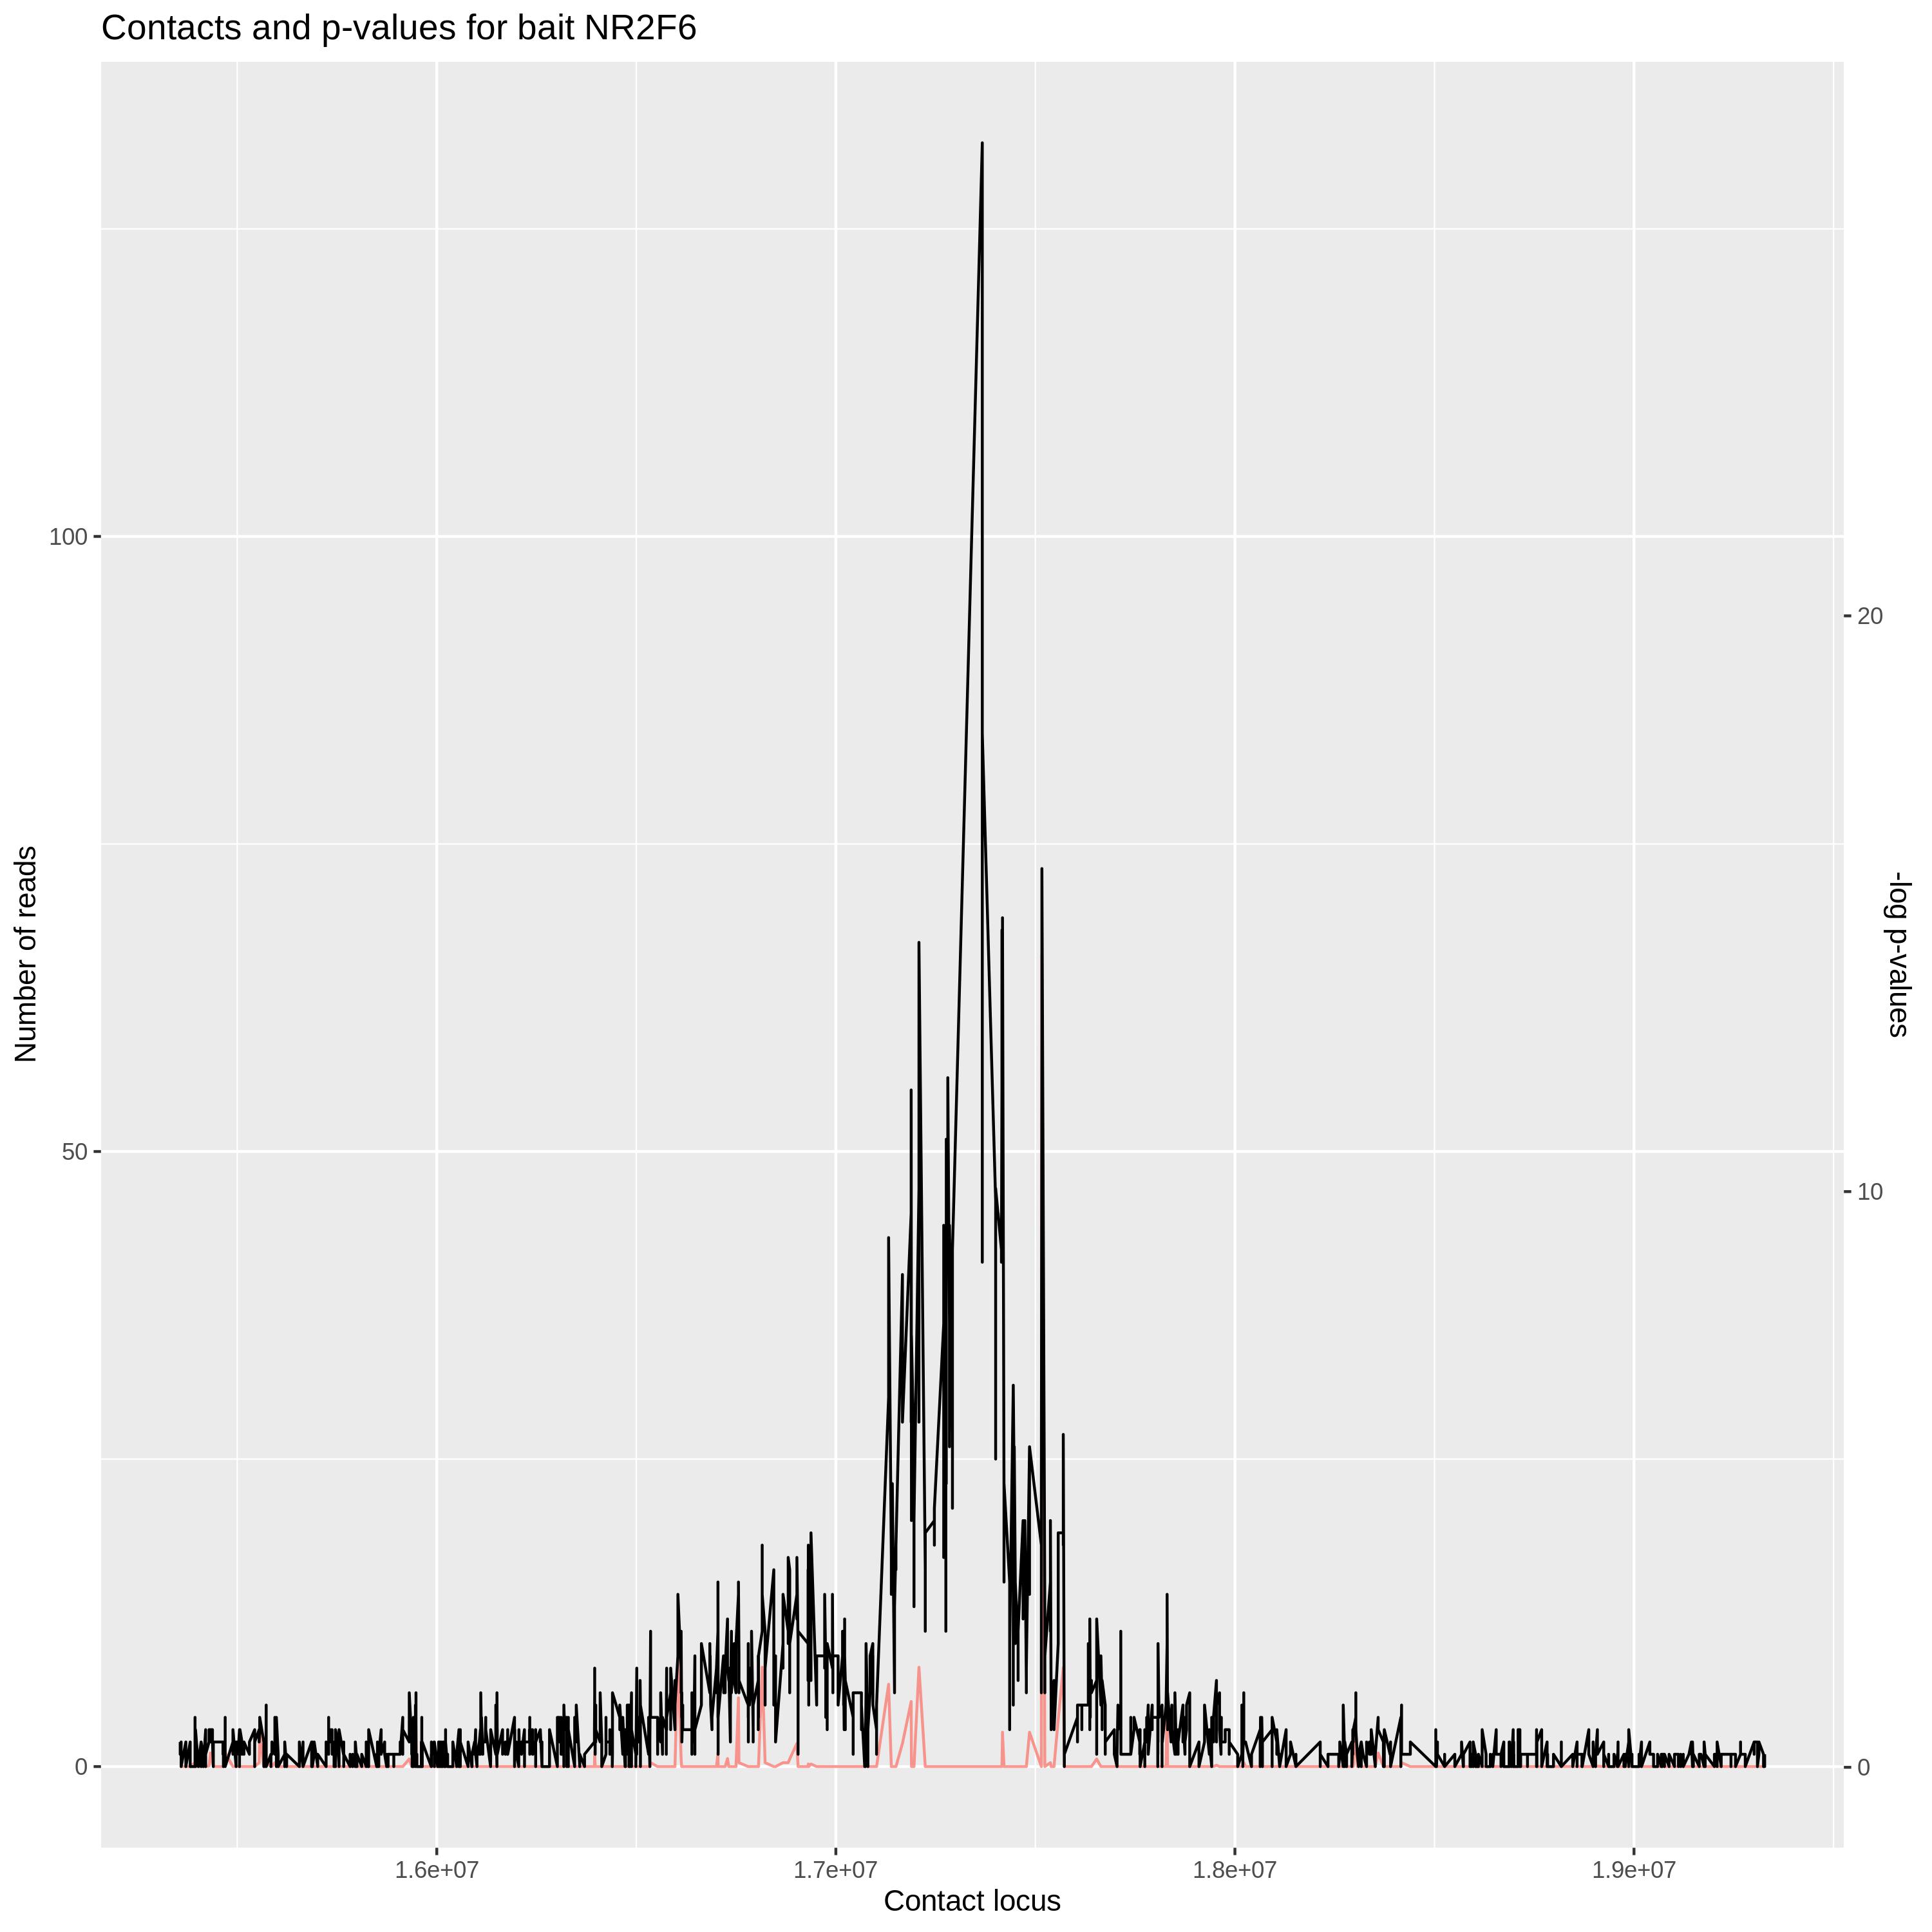 Contacts and p-values for bait NR2F6
100
50
0
Number of reads
20
10
0
-log p-values
1.6e+07 1.7e+07 1.8e+07 1.9e+07
Contact locus